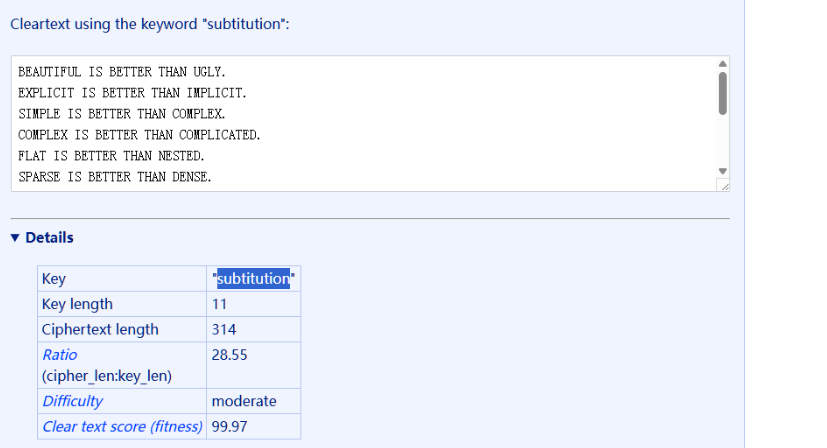 Cleartext using the keyword "subtitution":
BEAUTIFUL IS BETTER THAN UGLY.
EXPLICIT IS BETTER THAN IMPLICIT.
SIMPLE IS BETTER THAN COMPLEX.
COMPLEX IS BETTER THAN COMPLICATED.
FLAT IS BETTER THAN NESTED.
SPARSE IS BETTER THAN DENSE.
▼ Details
Key "subtitution"
Key length 11
Ciphertext length 314
Ratio 28.55
(cipher_len:key_len)
Difficulty moderate
Clear text score (fitness) 99.97